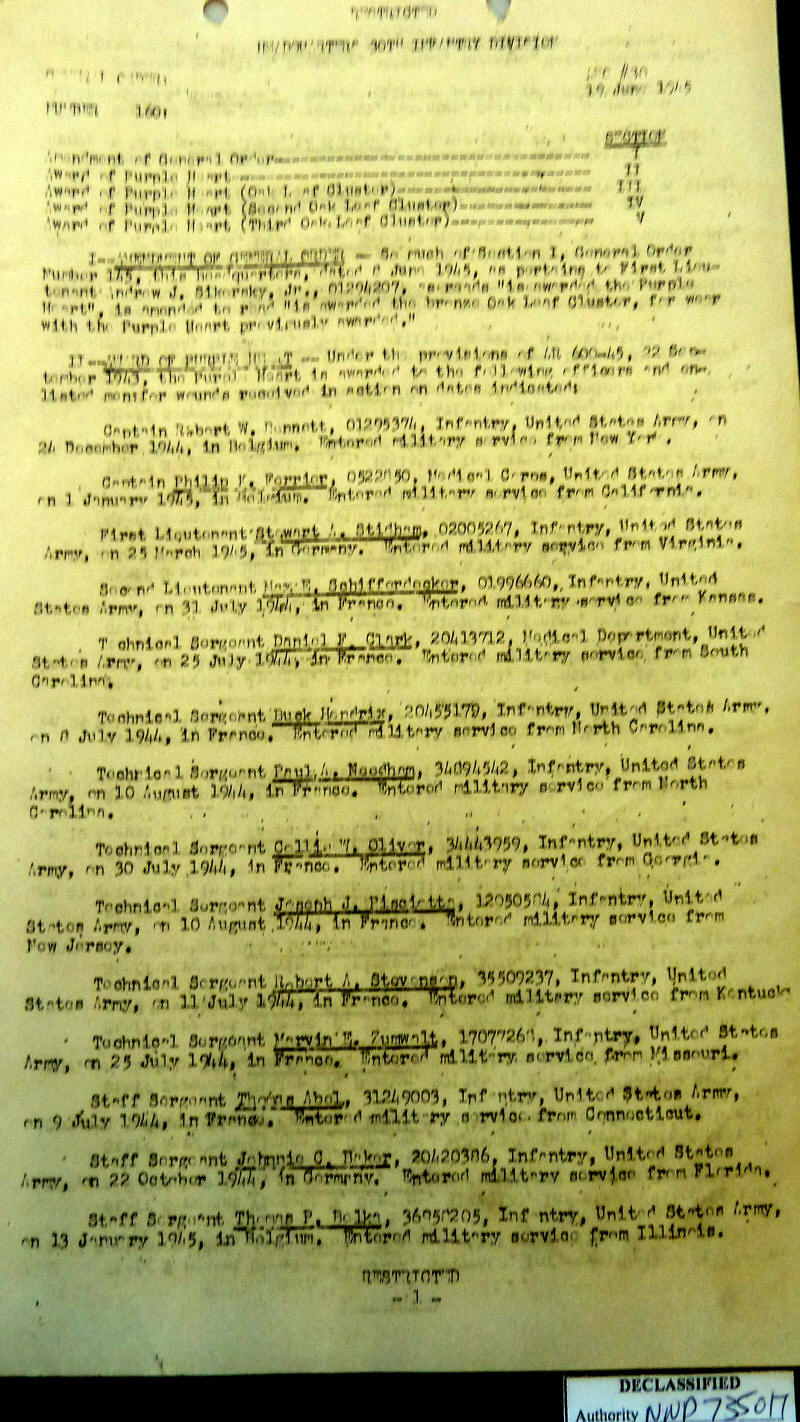 RESTRICTED
HEADQUARTERS 30TH INFANTRY DIVISION
APO #30
19 June 1945
GENERAL ORDERS
NUMBER 160:
SECTION
Amendment of General Order I
Award of Purple Heart II
Award of Purple Heart (Oak Leaf Cluster) III
Award of Purple Heart (Second Oak Leaf Cluster) IV
Award of Purple Heart (Third Oak Leaf Cluster) V
I--AMENDMENT OF GENERAL ORDER -- So much of Section I, General Order
Number 145, this headquarters, dated 8 June 1945, as pertains to First Lieu-
tenant Andrew J. Sikorsky, Jr., 01294207, as reads "is awarded the Purple
Heart", is amended to read "is awarded the bronze Oak Leaf Cluster, for wear
with the Purple Heart previously awarded."
II--AWARD OF PURPLE HEART -- Under the provisions of AR 600-45, 22 Sep-
tember 1943, the Purple Heart is awarded to the following officers and en-
listed men for wounds received in action on dates indicated:
Captain Robert W. 01295374, Infantry, United States Army, on
24 December 1944, in Belgium. Entered military service from New York.
Captain Philip Ferrier, Medical Corps, United States Army,
on 1 January 1945, in Belgium. Entered military service from California.
First Lieutenant Stewart A. Stidham, 02005267, Infantry, United States
Army, on 25 March 1945, in Germany. Entered military service from Virginia.
Second Lieutenant Max E. Schifferdecker, 01996660, Infantry, United
States Army, on 31 July 1944, in France. Entered military service from Kansas.
Technical Sergeant Daniel F. Clark, 20413712, Medical Department, United
States Army, on 25 July 1944, in France. Entered military service from South
Carolina.
Technical Sergeant Buck Hendrix, 20455179, Infantry, United States Army,
on 8 July 1944, in France. Entered military service from North Carolina.
Technical Sergeant Paul A. Needham, 34094542, Infantry, United States
Army, on 10 August 1944, in France. Entered military service from North
Carolina.
Technical Sergeant Collie Oliver, 34443959, Infantry, United States
Army, on 30 July 1944, in France. Entered military service from Georgia.
Technical Sergeant Joseph J. Infantry, United
States Army, on 10 August 1944, in France. Entered military service from
New Jersey.
Technical Sergeant Robert A. Stevenson, 35509237, Infantry, United
States Army, on 11 July 1944, in France. Entered military service from Kentuck
Technical Sergeant Marvin E. Zumwalt, 17077268, Infantry, United States
Army, on 25 July 1944, in France. Entered military service from Missouri.
Staff Sergeant Thomas Abel, 31249003, Infantry, United States Army,
on 9 July 1944, in France. Entered military service from Connecticut.
Staff Sergeant Johnnie C. Baker, 20420386, Infantry, United States
Army, on 22 October 1944, in Germany. Entered military service from Florida.
Staff Sergeant Thomas P. Balka, Infantry, United States Army,
on 13 January 1945, in Belgium. Entered military service from Illinois.
RESTRICTED
- 1 -
DECLASSIFIED
Authority NND 735017